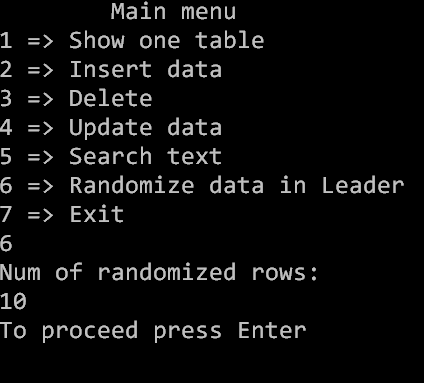 Main menu
1 => Show one table
2 => Insert data
3 => Delete
4 => Update data
5 => Search text
6 => Randomize data in Leader
7 => Exit
6
Num of randomized rows:
10
To proceed press Enter